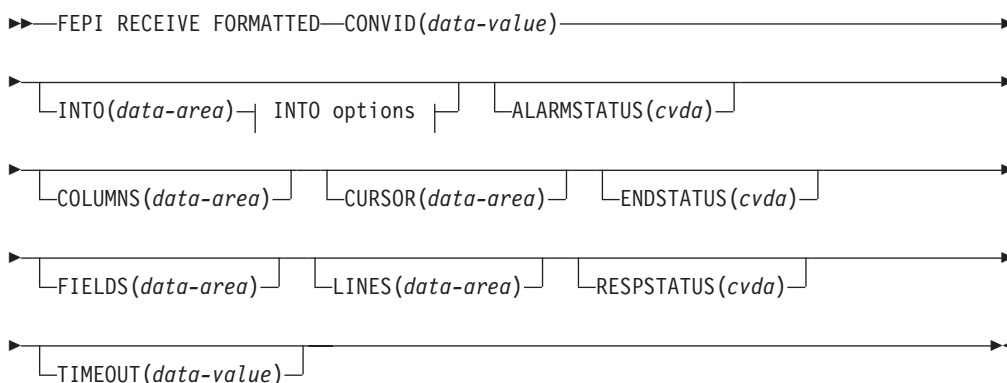 FEPI RECEIVE FORMATTED CONVID(data-value)
INTO(data-area) INTO options ALARMSTATUS(cvda)
COLUMNS(data-area) CURSOR(data-area) ENDSTATUS(cvda)
FIELDS(data-area) LINES(data-area) RESPSTATUS(cvda)
TIMEOUT(data-value)